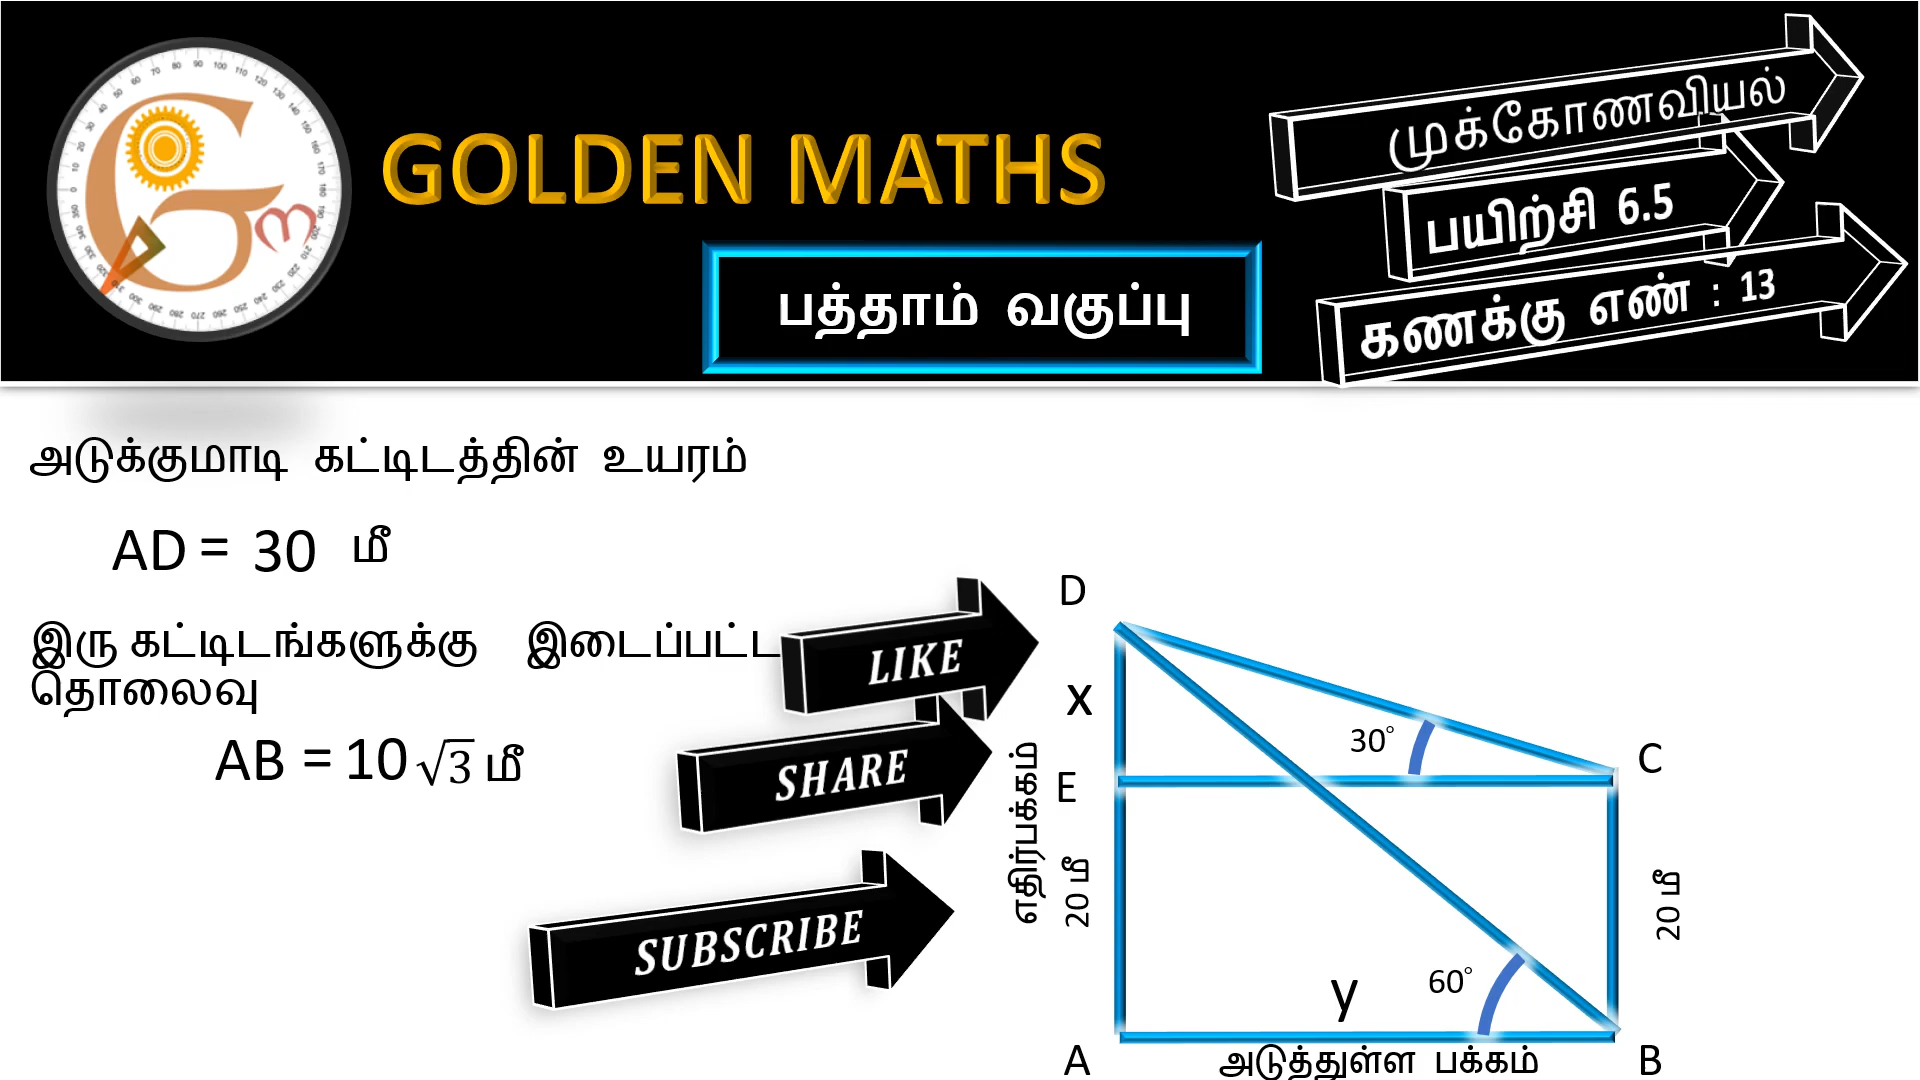 GOLDEN MATHS
பத்தாம் வகுப்பு
முக்கோணவியல்
பயிற்சி 6.5
கணக்கு எண் : 13
அடுக்குமாடி கட்டிடத்தின் உயரம்
AD = 30 மீ
இரு கட்டிடங்களுக்கு இடைப்பட்ட
தொலைவு
AB = 10 √3 மீ
LIKE
SHARE
SUBSCRIBE
D
x
30°
C
E
எதிர்பக்கம்
20 மீ
20 மீ
60°
y
A
அடுத்துள்ள பக்கம்
B